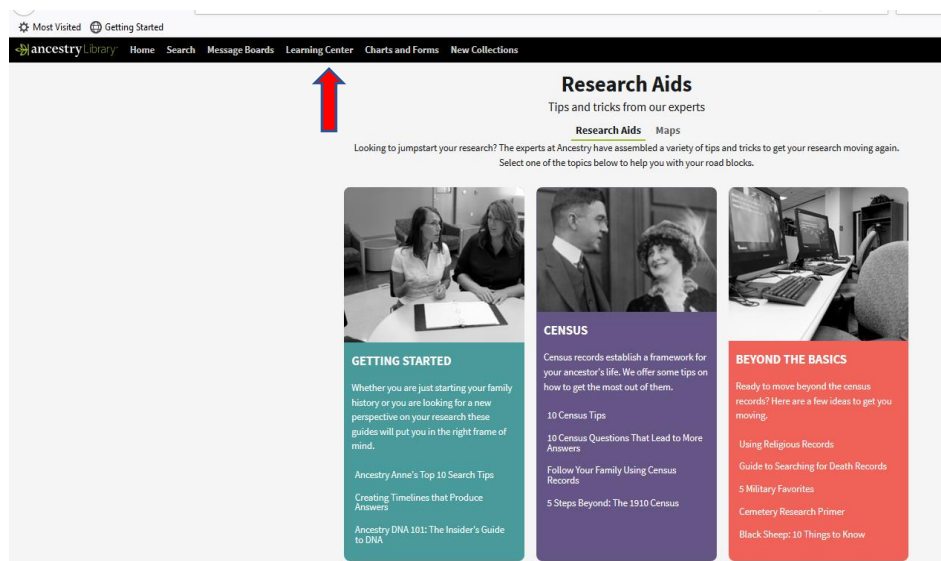 Most Visited Getting Started
ancestryLibrary Home Search Message Boards Learning Center Charts and Forms New Collections
Research Aids
Tips and tricks from our experts
Research Aids Maps
Looking to jumpstart your research? The experts at Ancestry have assembled a variety of tips and tricks to get your research moving again.
Select one of the topics below to help you with your road blocks.
GETTING STARTED
Whether you are just starting your family
history or you are looking for a new
perspective on your research these
guides will put you in the right frame of
mind.
Ancestry Anne's Top 10 Search Tips
Creating Timelines that Produce
Answers
Ancestry DNA 101: The Insider's Guide
to DNA
CENSUS
Census records establish a framework for
your ancestor's life. We offer some tips on
how to get the most out of them.
10 Census Tips
10 Census Questions That Lead to More
Answers
Follow Your Family Using Census
Records
5 Steps Beyond: The 1910 Census
BEYOND THE BASICS
Ready to move beyond the census
records? Here are a few ideas to get you
moving.
Using Religious Records
Guide to Searching for Death Records
5 Military Favorites
Cemetery Research Primer
Black Sheep: 10 Things to Know